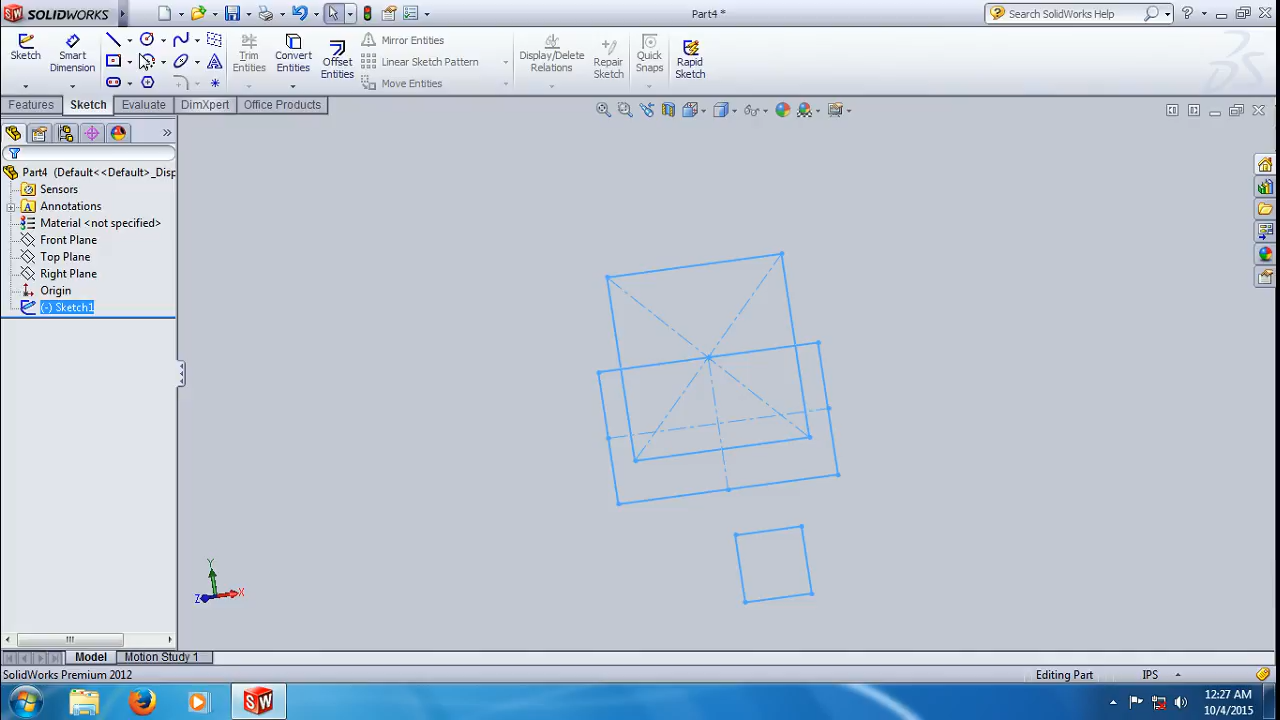 SOLIDWORKS
Part4 *
Search SolidWorks Help
Sketch
Smart Dimension
Trim Entities
Convert Entities
Offset Entities
Mirror Entities
Linear Sketch Pattern
Move Entities
Display/Delete Relations
Repair Sketch
Quick Snaps
Rapid Sketch
Features
Sketch
Evaluate
DimXpert
Office Products
Part4 (Default<<Default>_Disp
Sensors
Annotations
Material <not specified>
Front Plane
Top Plane
Right Plane
Origin
(-) Sketch1
Y
Z
X
Model
Motion Study 1
SolidWorks Premium 2012
Editing Part
IPS
12:27 AM
10/4/2015